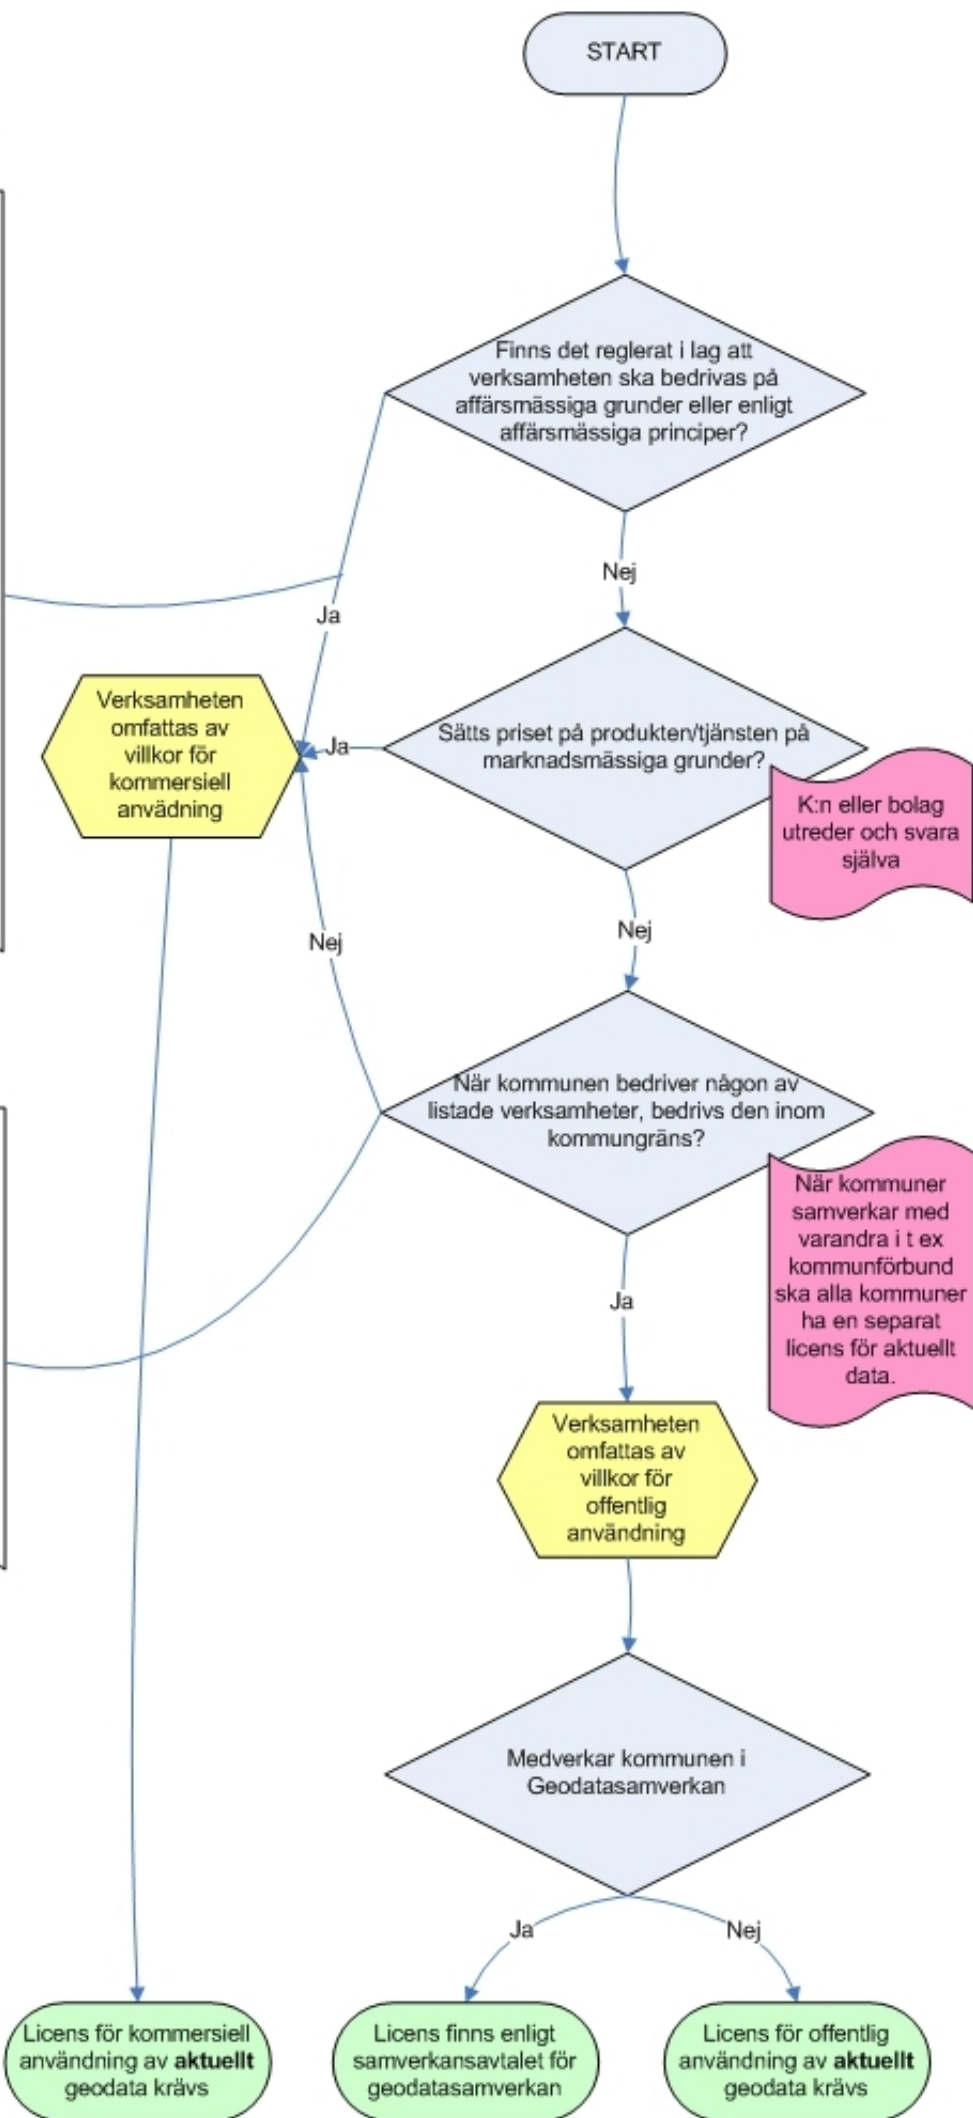 START
Finns det reglerat i lag att
verksamheten ska bedrivas på
affärsmässiga grunder eller enligt
affärsmässiga principer?
Nej
Ja
Verksamheten
omfattas av
villkor för
kommersiell
anvädning
Ja
Sätts priset på produkten/tjänsten på
marknadsmässiga grunder?
K:n eller bolag
utreder och svara
själva
Nej
Nej
När kommunen bedriver någon av
listade verksamheter, bedrivs den inom
kommungräns?
När kommuner
samverkar med
varandra i t ex
kommunförbund
ska alla kommuner
ha en separat
licens för aktuellt
data.
Ja
Verksamheten
omfattas av
villkor för
offentlig
användning
Medverkar kommunen i
Geodatasamverkan
Ja
Nej
Licens för kommersiell
användning av aktuellt
geodata krävs
Licens finns enligt
samverkansavtalet för
geodatasamverkan
Licens för offentlig
användning av aktuellt
geodata krävs